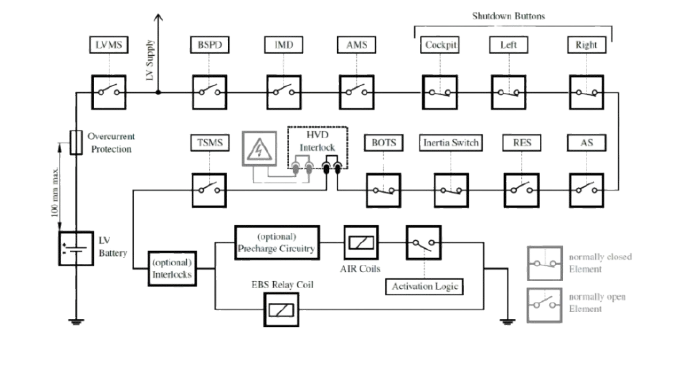 Shutdown Buttons
LVMS
BSPD
IMD
AMS
Cockpit
Left
Right
LV Supply
Overcurrent
Protection
100 mm max.
TSMS
HVD
Interlock
BOTS
Inertia Switch
RES
AS
LV
Battery
(optional)
Interlocks
(optional)
Precharge Circuitry
AIR Coils
Activation Logic
EBS Relay Coil
normally closed
Element
normally open
Element